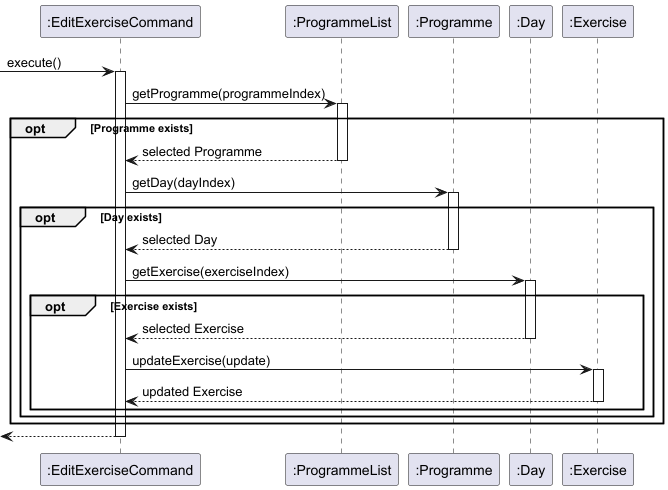 :EditExerciseCommand :ProgrammeList :Programme :Day :Exercise
execute()
getProgramme(programmeIndex)
opt [Programme exists]
selected Programme
getDay(dayIndex)
opt [Day exists]
selected Day
getExercise(exerciseIndex)
opt [Exercise exists]
selected Exercise
updateExercise(update)
updated Exercise
:EditExerciseCommand :ProgrammeList :Programme :Day :Exercise